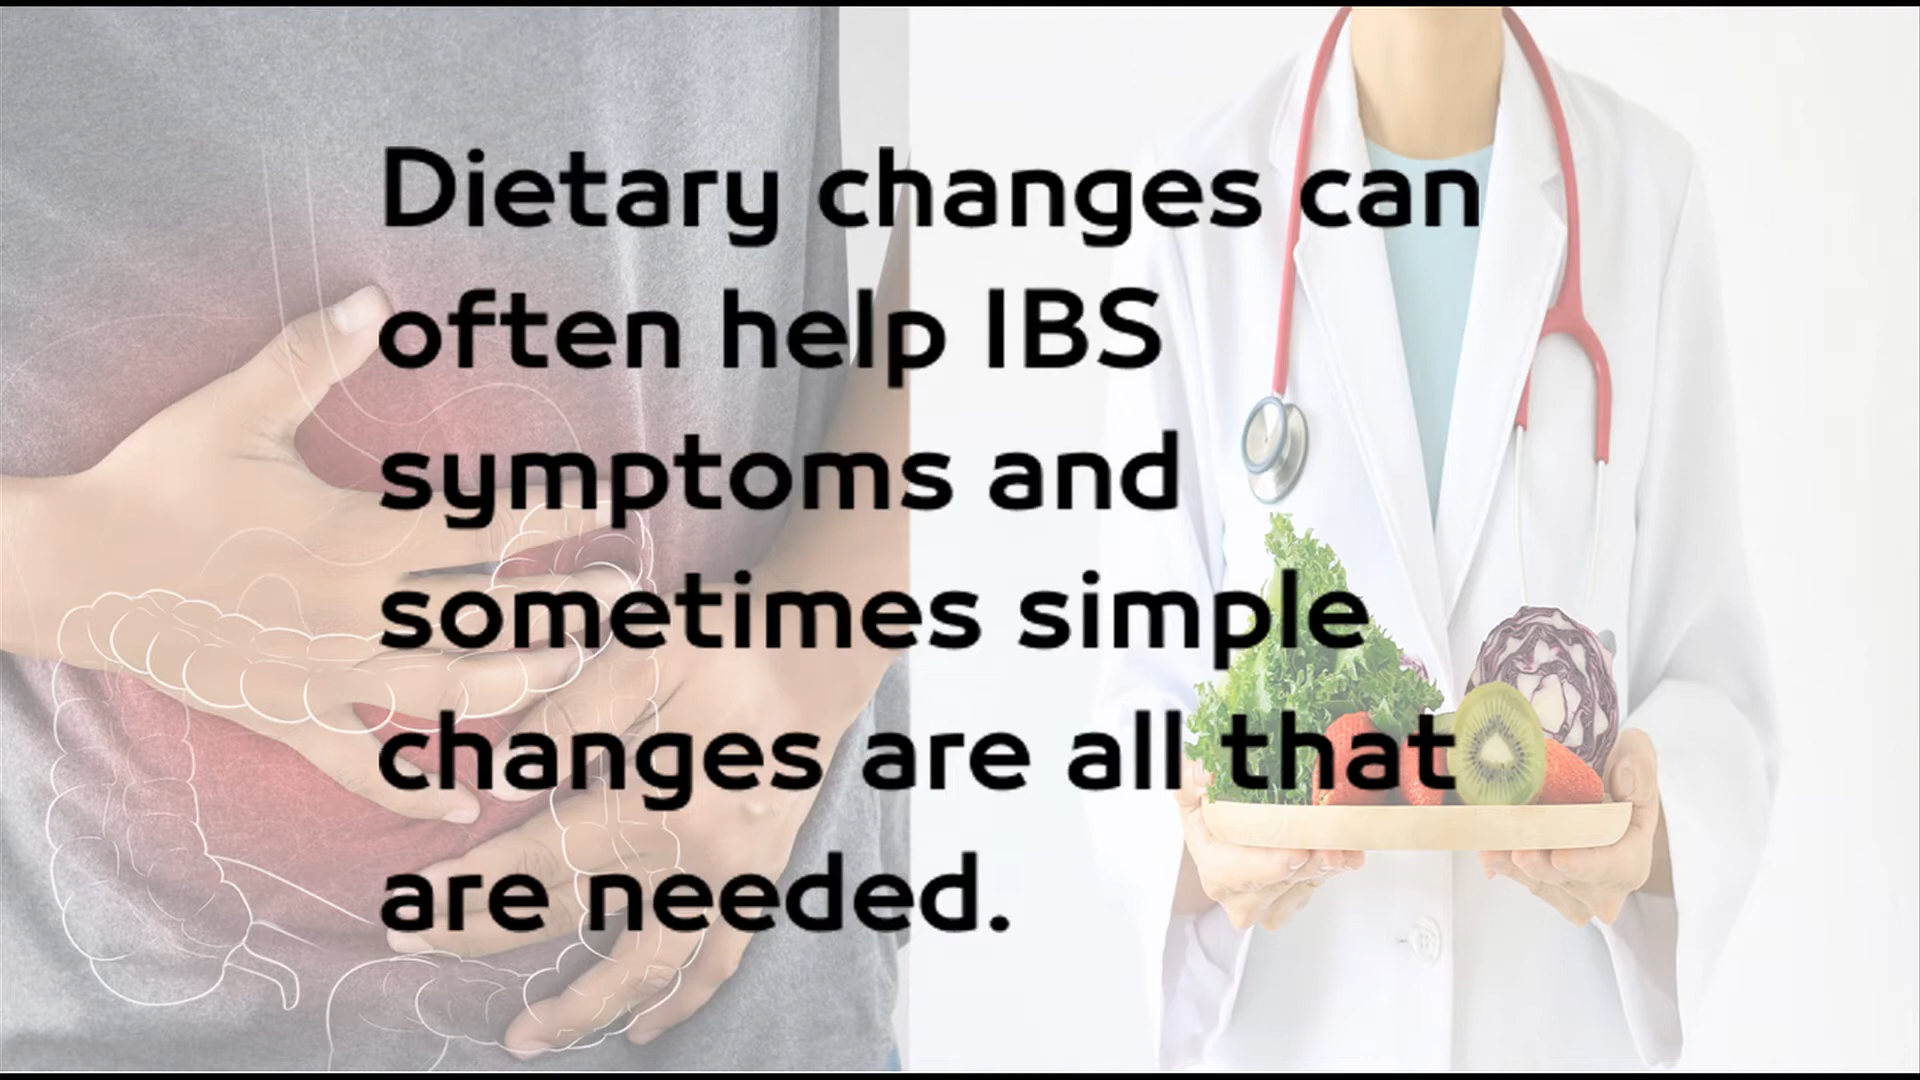 Dietary changes can
often help IBS
symptoms and
sometimes simple
changes are all that
are needed.